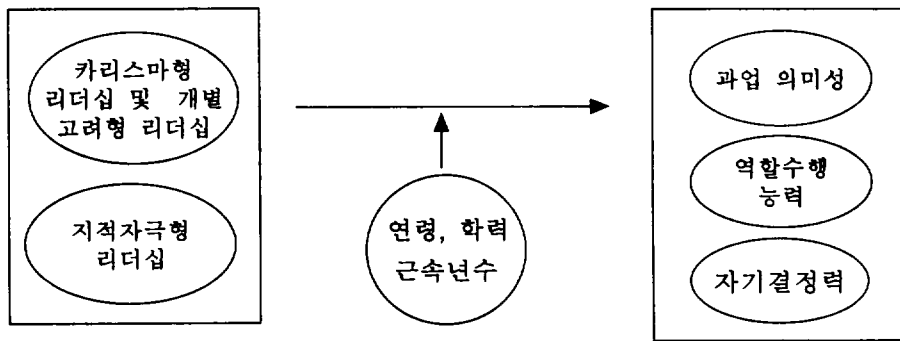 카리스마형
리더십 및 개별
고려형 리더십
지적자극형
리더십
연령, 학력
근속년수
과업 의미성
역할수행
능력
자기결정력